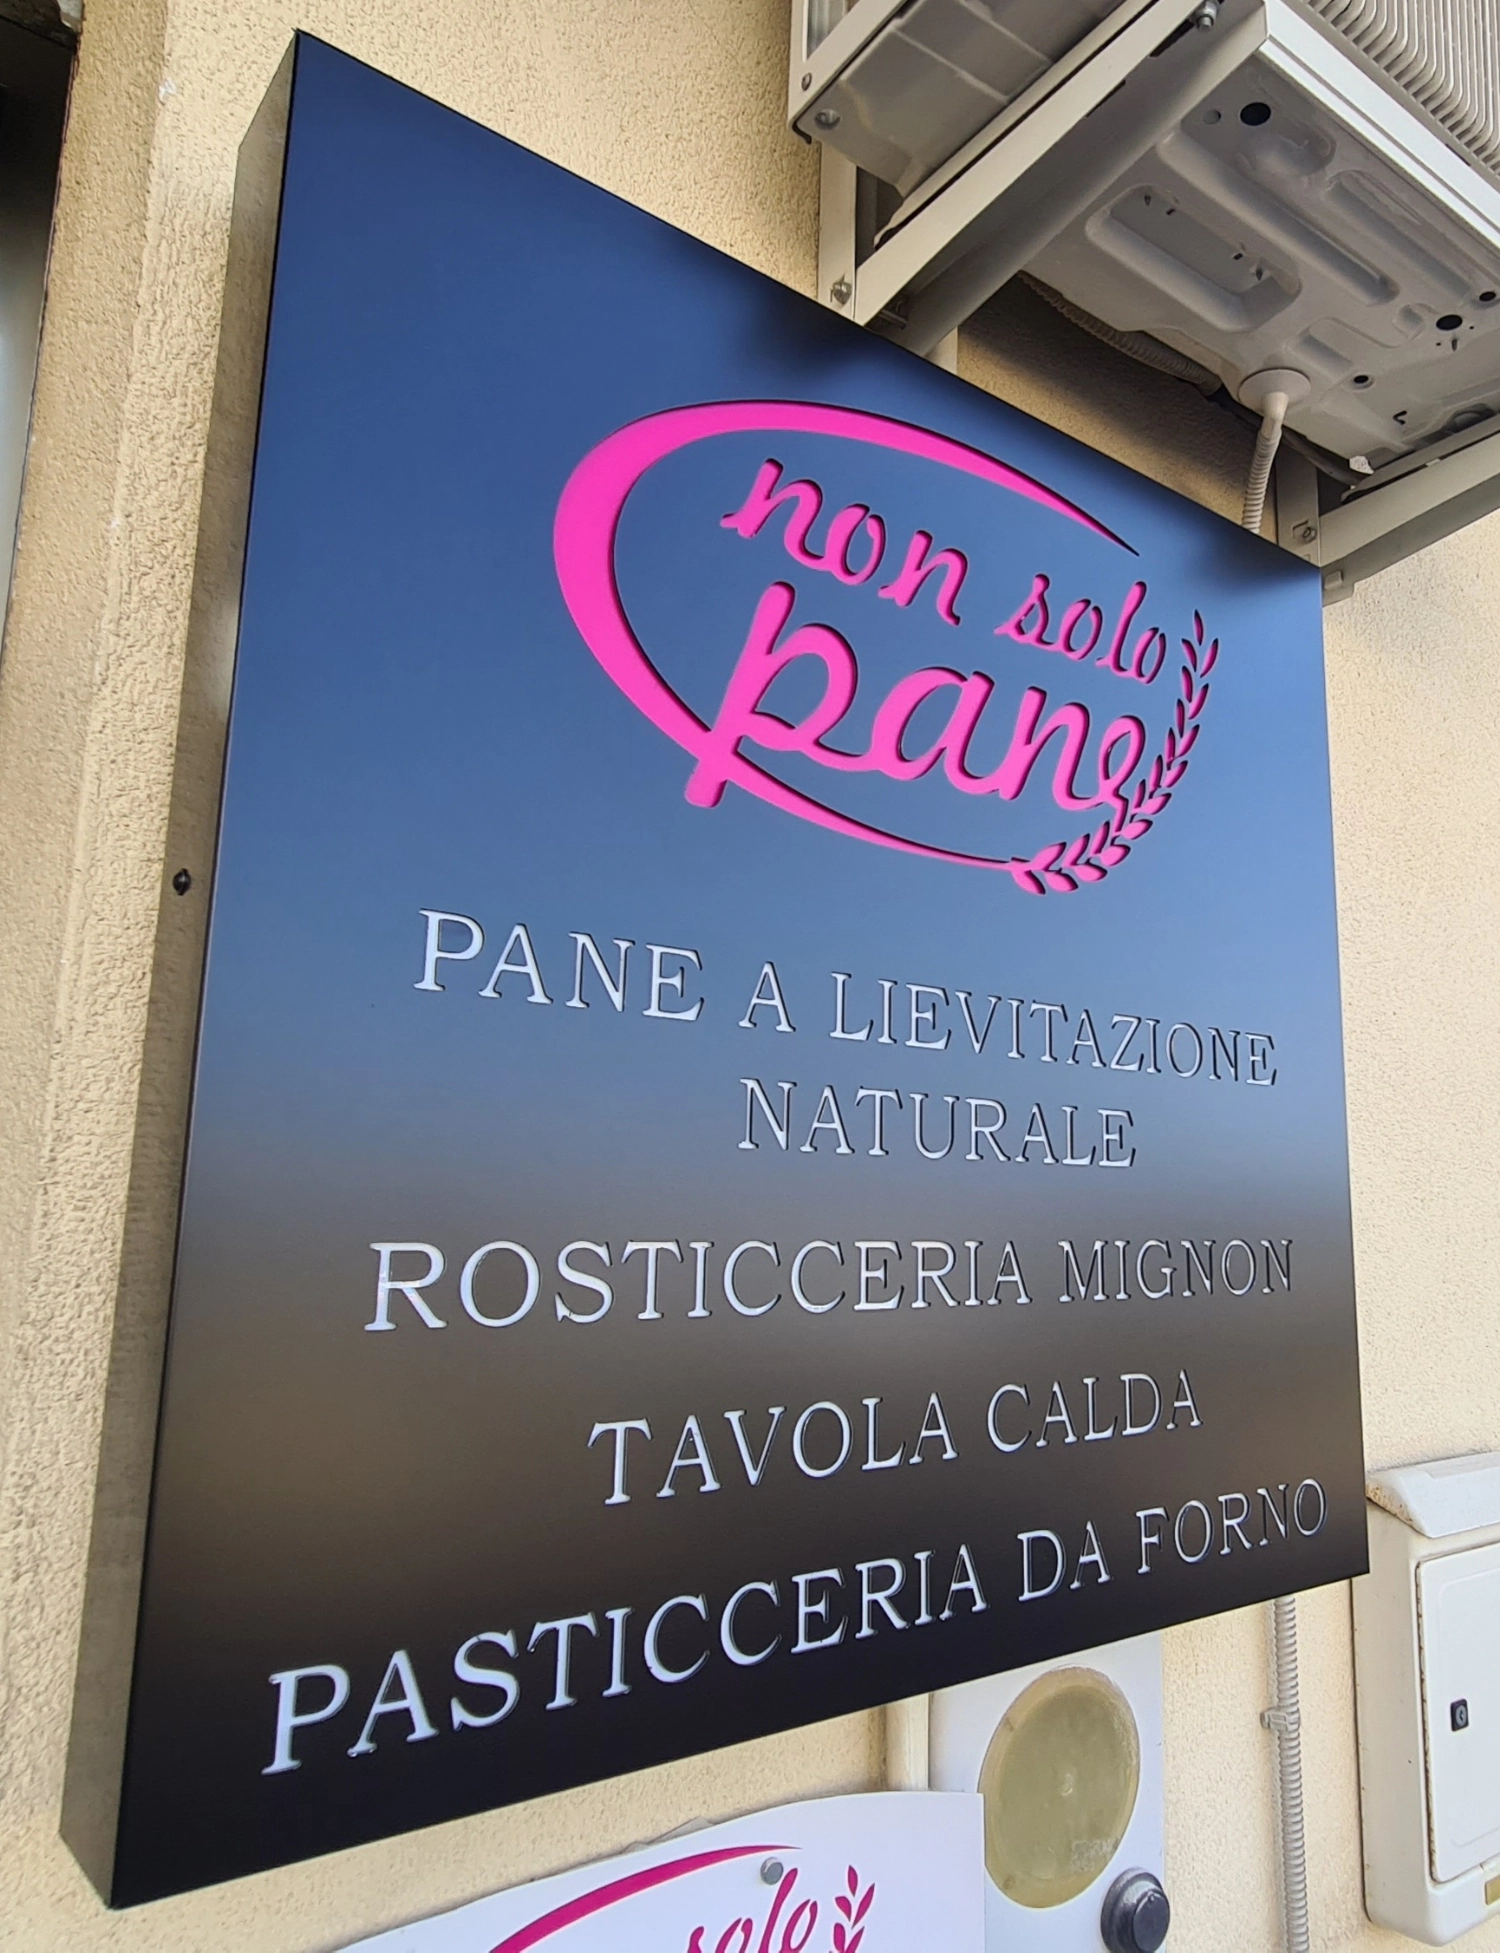 non solo
pane
PANE A LIEVITAZIONE
NATURALE
ROSTICCERIA MIGNON
TAVOLA CALDA
PASTICCERIA DA FORNO
solo